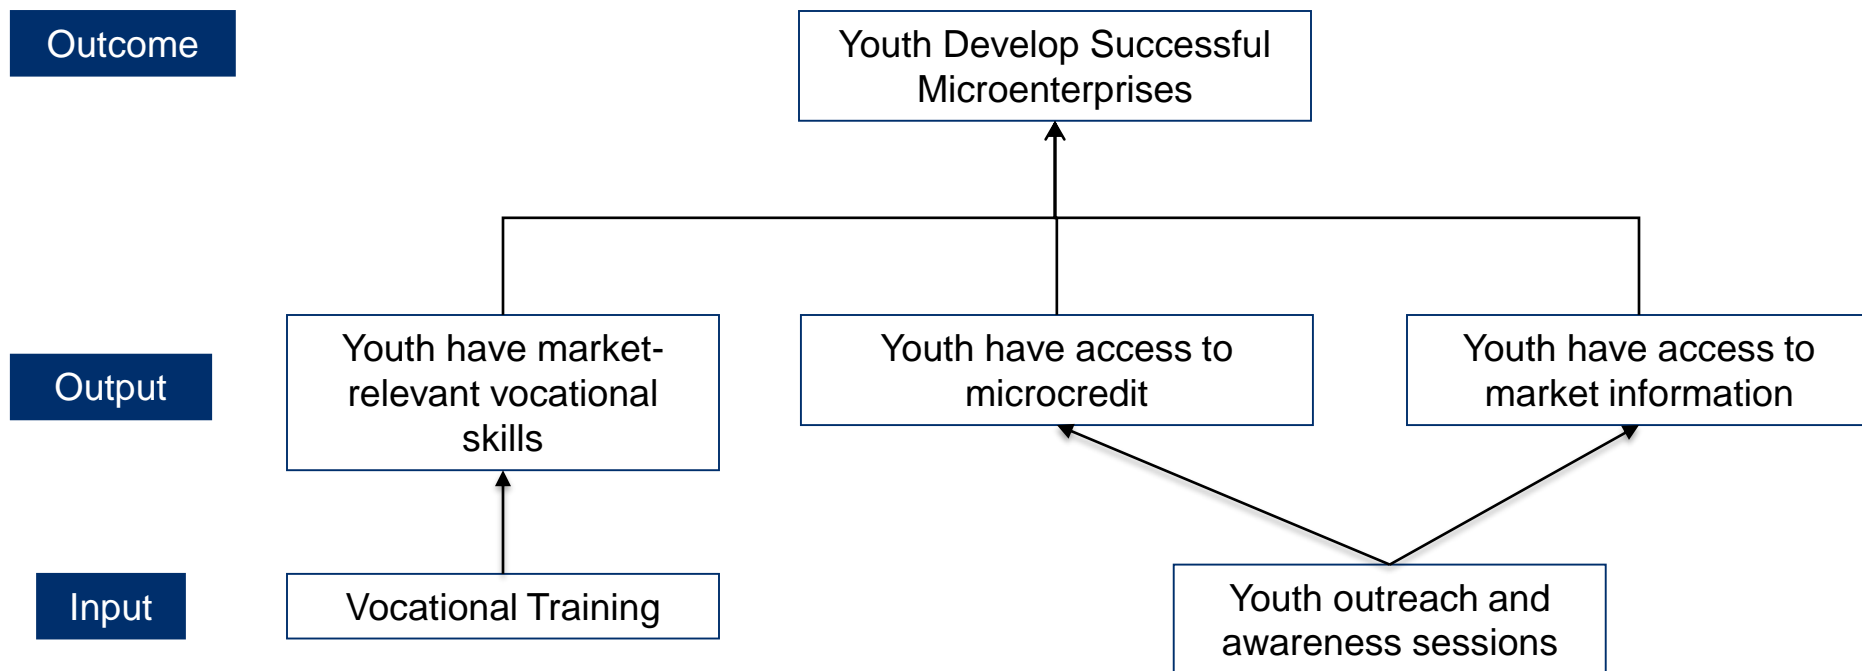 Outcome
Youth Develop Successful
Microenterprises
Output
Youth have market-
relevant vocational
skills
Youth have access to
microcredit
Youth have access to
market information
Input
Vocational Training
Youth outreach and
awareness sessions